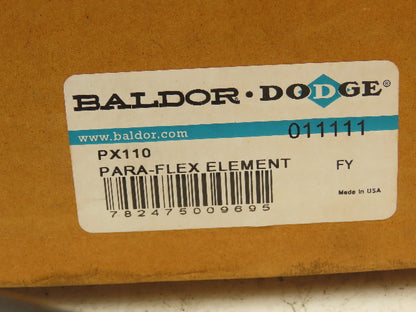 BALDOR • DODGE®
www.baldor.com
011111
PX110
PARA-FLEX ELEMENT
FY
Made in USA
782475009695